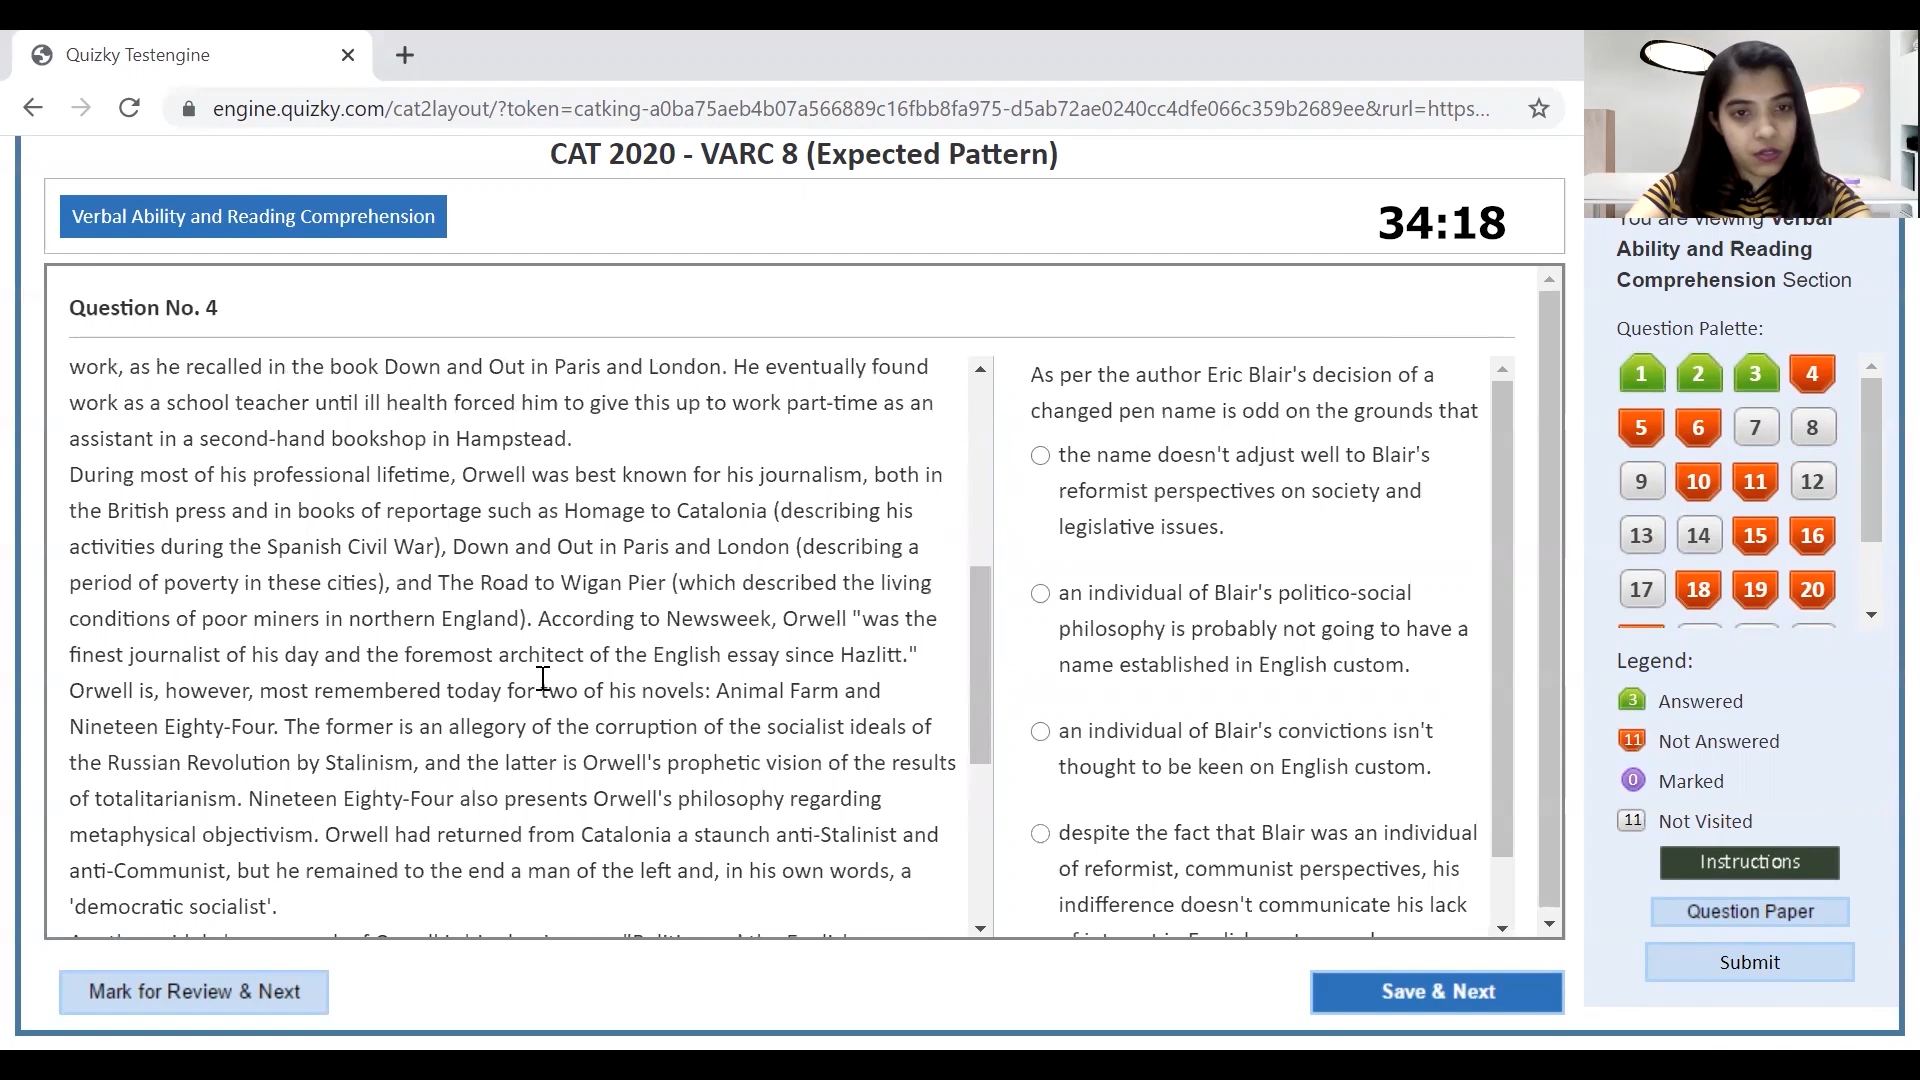 Quizky Testengine
engine.quizky.com/cat2layout/?token=catking-a0ba75aeb4b07a566889c16fbb8fa975-d5ab72ae0240cc4dfe066c359b2689ee&rurl=https...
CAT 2020 - VARC 8 (Expected Pattern)
Verbal Ability and Reading Comprehension
34:18
Question No. 4
work, as he recalled in the book Down and Out in Paris and London. He eventually found
work as a school teacher until ill health forced him to give this up to work part-time as an
assistant in a second-hand bookshop in Hampstead.
During most of his professional lifetime, Orwell was best known for his journalism, both in
the British press and in books of reportage such as Homage to Catalonia (describing his
activities during the Spanish Civil War), Down and Out in Paris and London (describing a
period of poverty in these cities), and The Road to Wigan Pier (which described the living
conditions of poor miners in northern England). According to Newsweek, Orwell "was the
finest journalist of his day and the foremost architect of the English essay since Hazlitt."
Orwell is, however, most remembered today for two of his novels: Animal Farm and
Nineteen Eighty-Four. The former is an allegory of the corruption of the socialist ideals of
the Russian Revolution by Stalinism, and the latter is Orwell's prophetic vision of the results
of totalitarianism. Nineteen Eighty-Four also presents Orwell's philosophy regarding
metaphysical objectivism. Orwell had returned from Catalonia a staunch anti-Stalinist and
anti-Communist, but he remained to the end a man of the left and, in his own words, a
'democratic socialist'.
As per the author Eric Blair's decision of a
changed pen name is odd on the grounds that
the name doesn't adjust well to Blair's
reformist perspectives on society and
legislative issues.
an individual of Blair's politico-social
philosophy is probably not going to have a
name established in English custom.
an individual of Blair's convictions isn't
thought to be keen on English custom.
despite the fact that Blair was an individual
of reformist, communist perspectives, his
indifference doesn't communicate his lack
Mark for Review & Next
Save & Next
You are viewing Verbal
Ability and Reading
Comprehension Section
Question Palette:
1 2 3 4
5 6 7 8
9 10 11 12
13 14 15 16
17 18 19 20
Legend:
3 Answered
11 Not Answered
0 Marked
11 Not Visited
Instructions
Question Paper
Submit